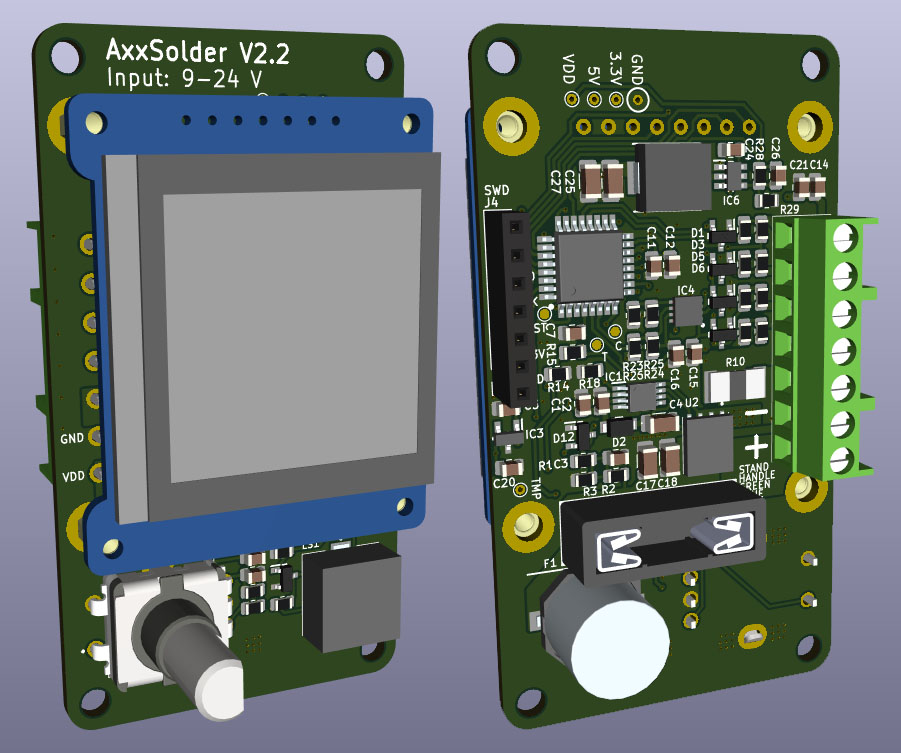 AxxSolder V2.2
Input: 9-24 V
GND
VDD
LS1
VDD
5V
3.3V
GND
C27
C25
C24
R28
C26
C21
C14
IC6
R29
SWD
J4
C11
C12
D1
D3
D5
D6
IC4
C7
R15
C
T
R23
R25
R25
R24
R14
R18
IC1
C16
C15
R10
C1
C2
C4
U2
IC3
D12
D2
R1
C3
C20
TMP
R3
R2
C17
C18
STAND
HANDLE
F1